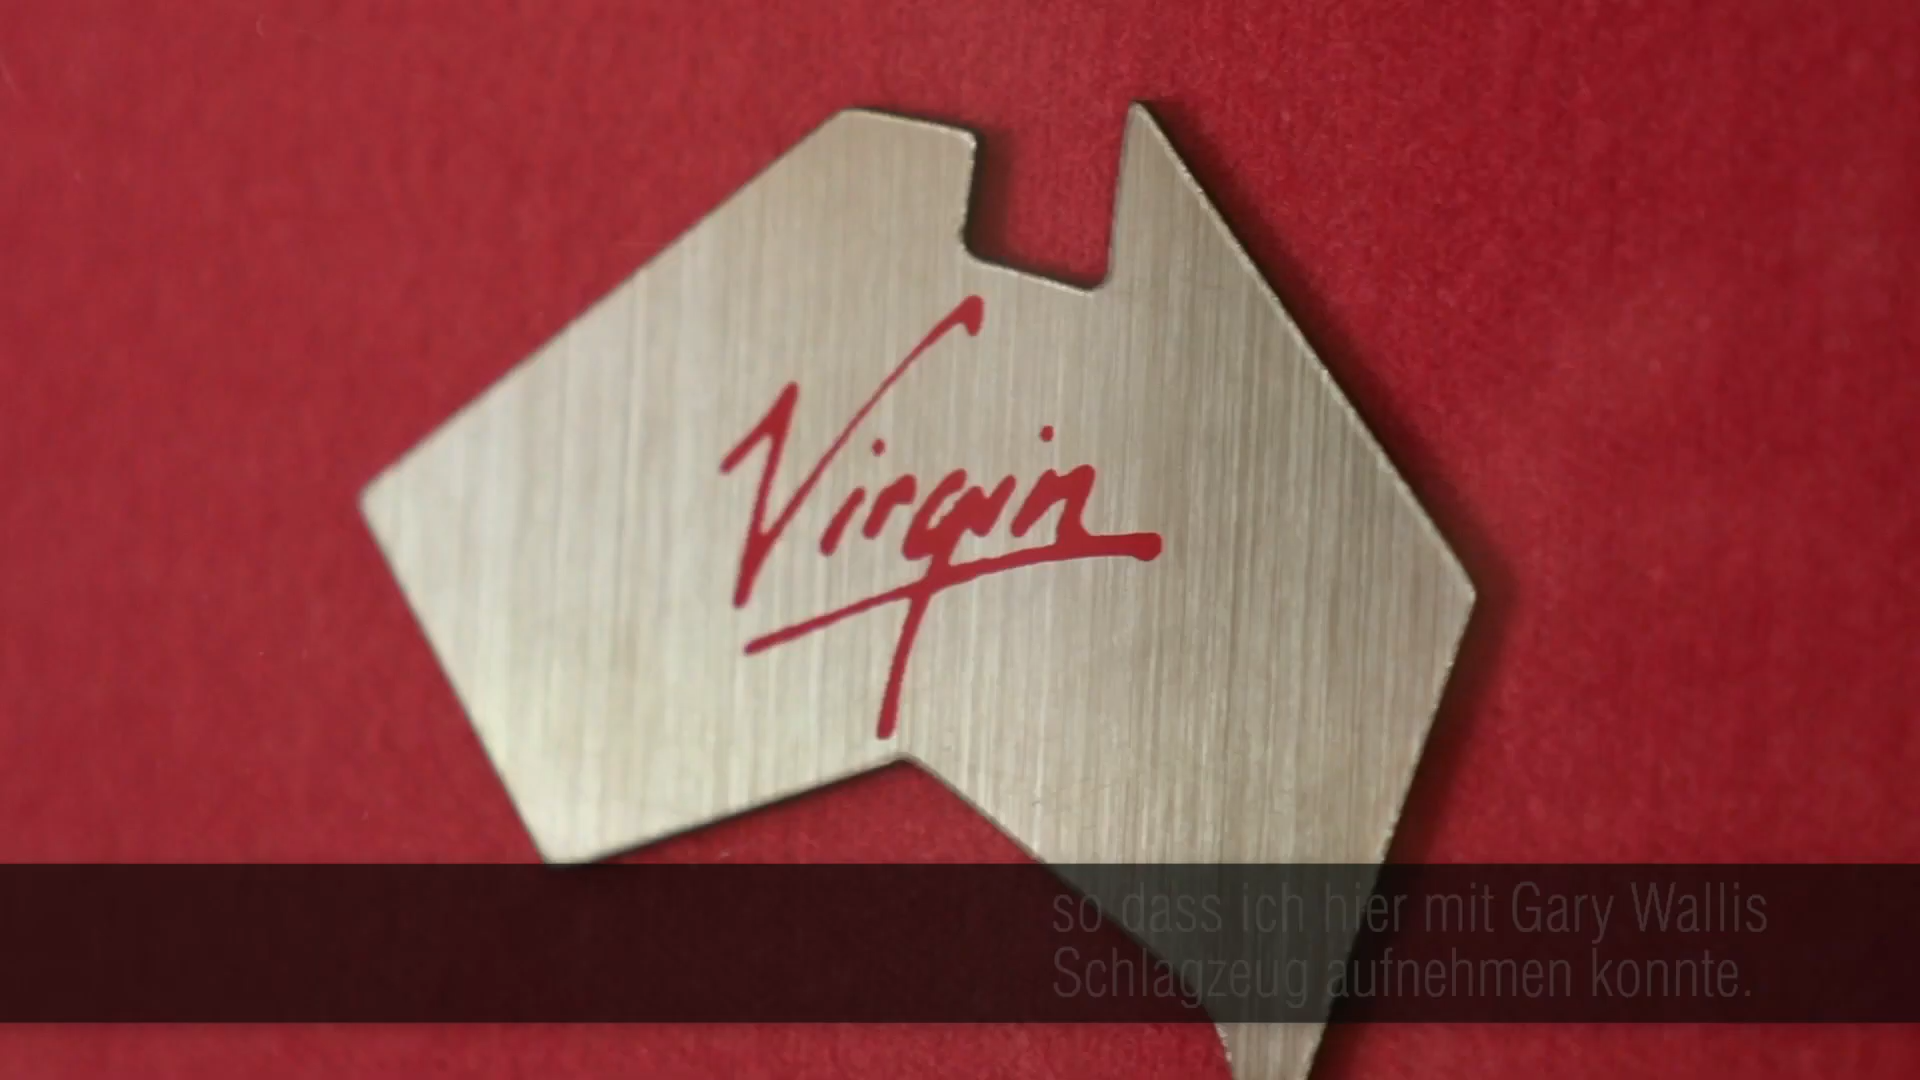 Virgin
so dass ich hier mit Gary Wallis
Schlagzeug aufnehmen konnte.